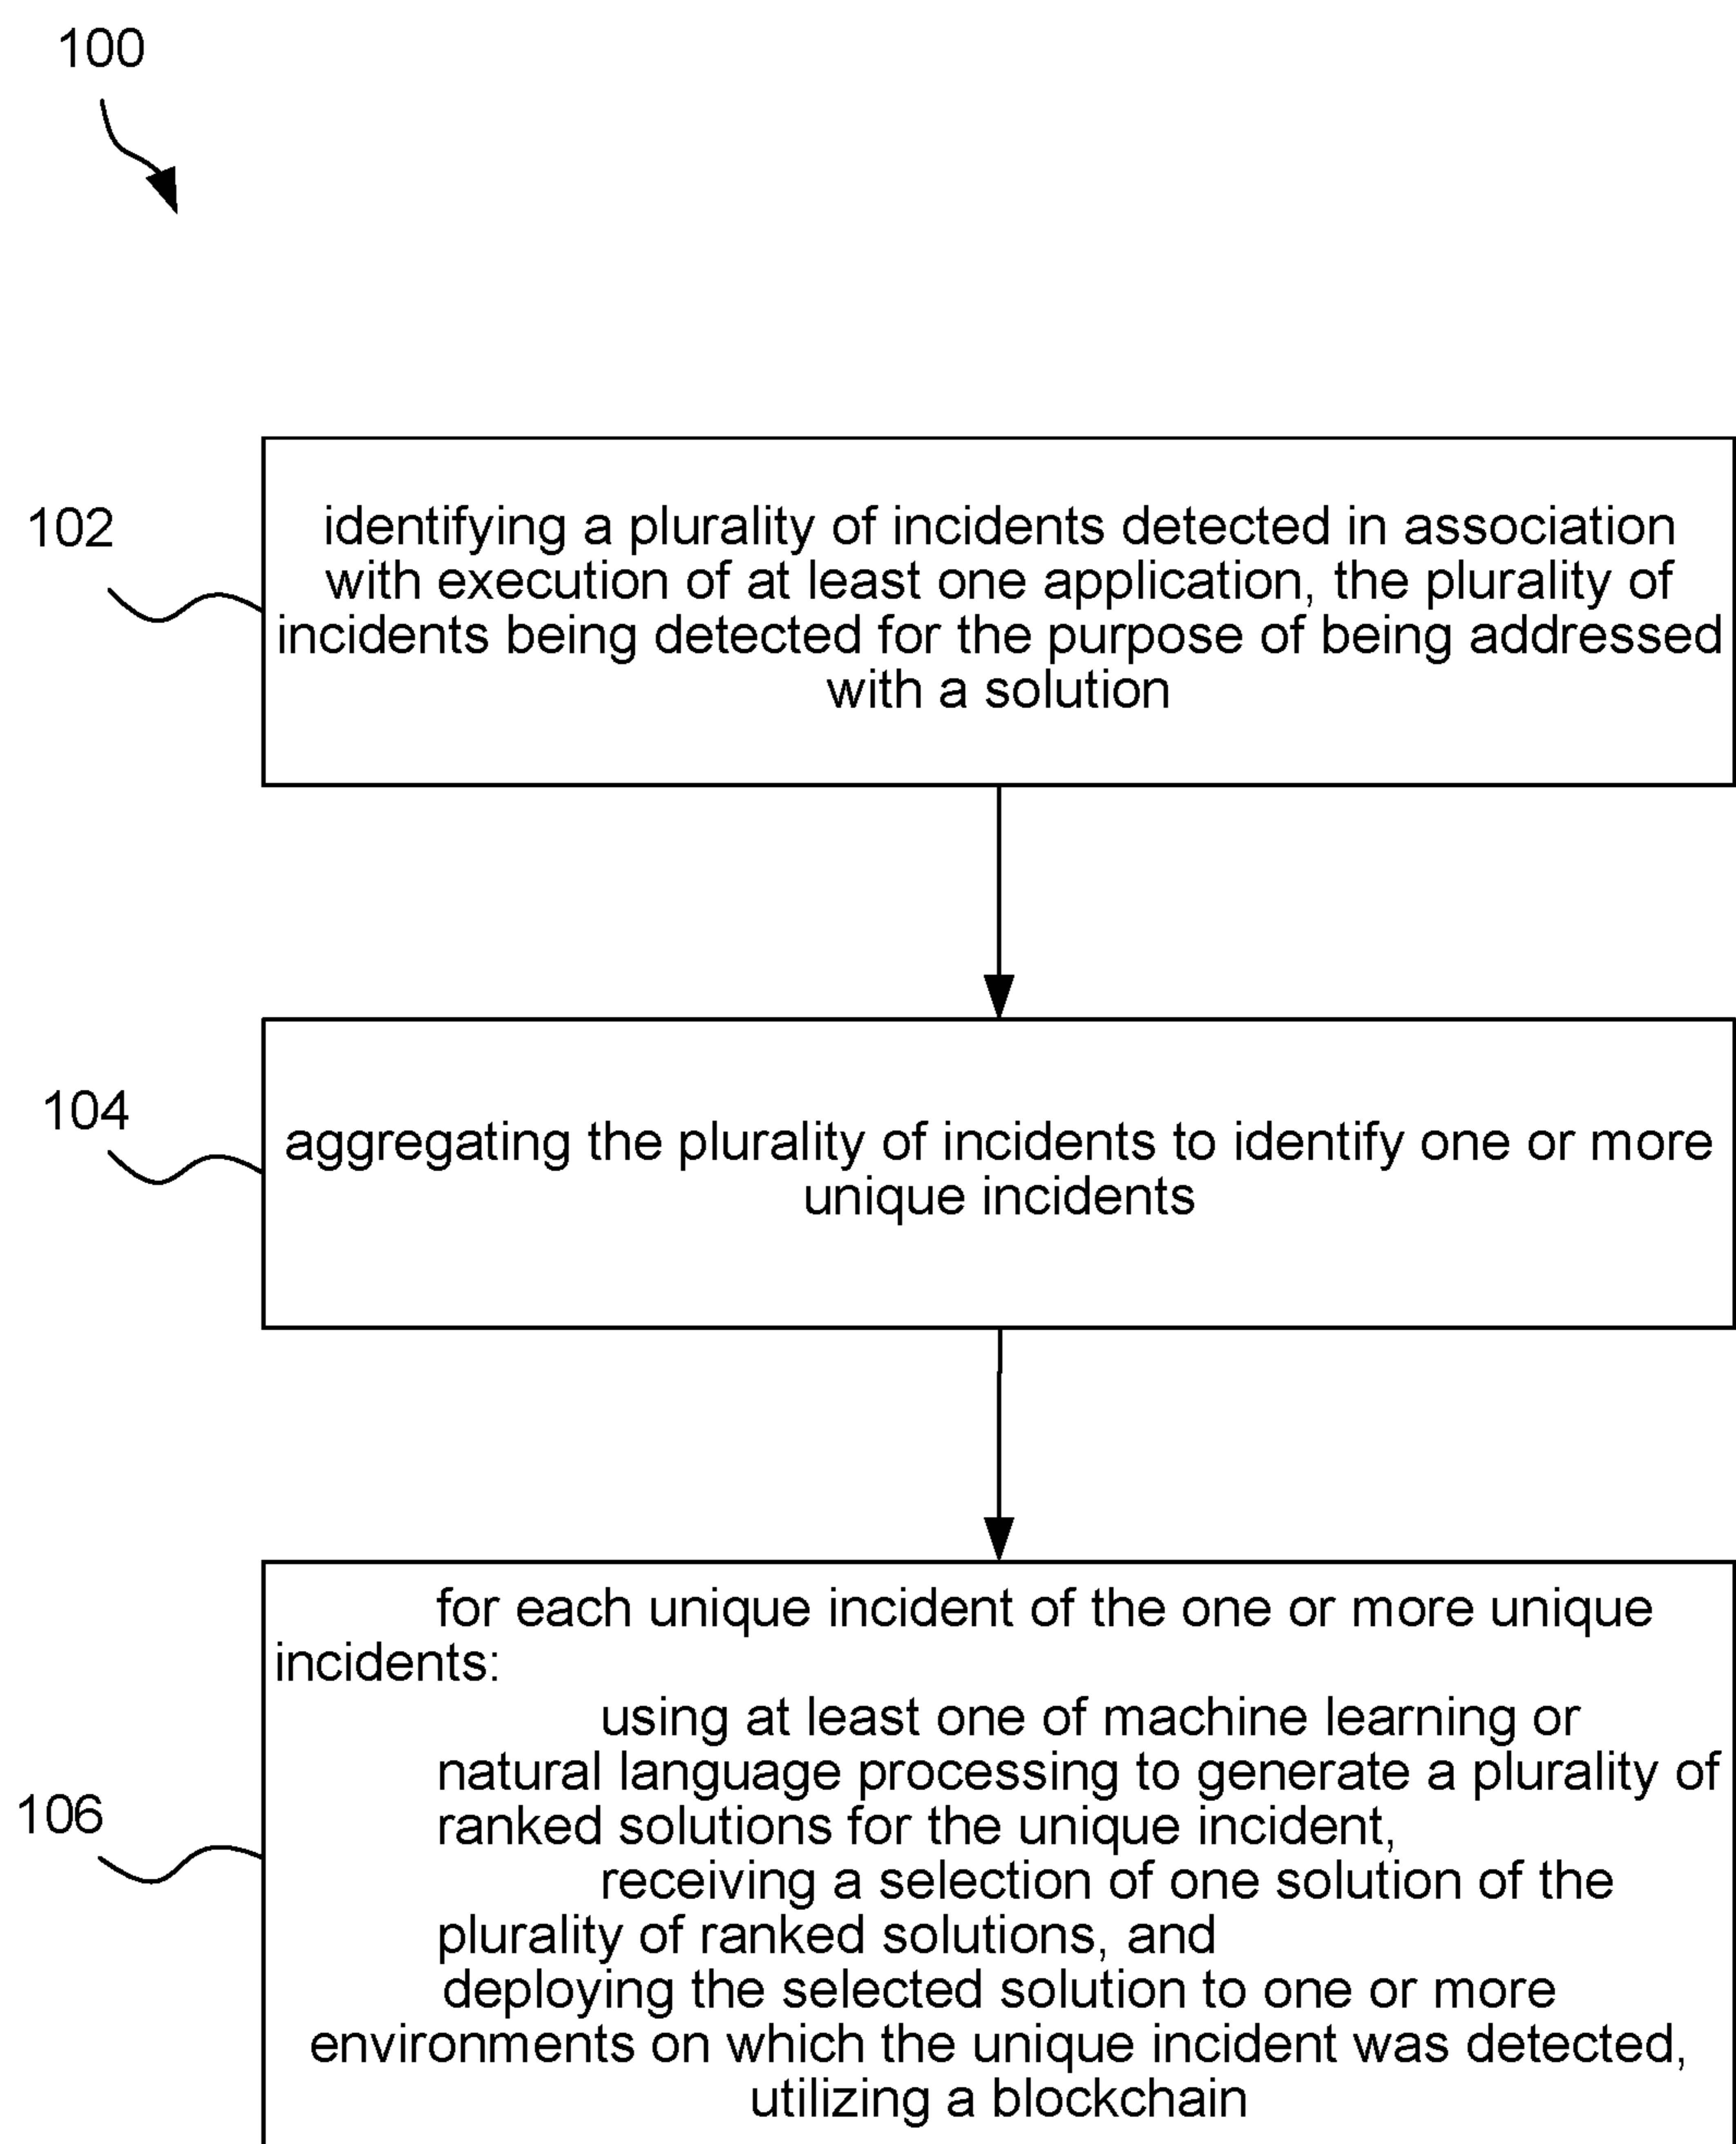 100
102
identifying a plurality of incidents detected in association
with execution of at least one application, the plurality of
incidents being detected for the purpose of being addressed
with a solution
104
aggregating the plurality of incidents to identify one or more
unique incidents
106
for each unique incident of the one or more unique
incidents:
using at least one of machine learning or
natural language processing to generate a plurality of
ranked solutions for the unique incident,
receiving a selection of one solution of the
plurality of ranked solutions, and
deploying the selected solution to one or more
environments on which the unique incident was detected,
utilizing a blockchain